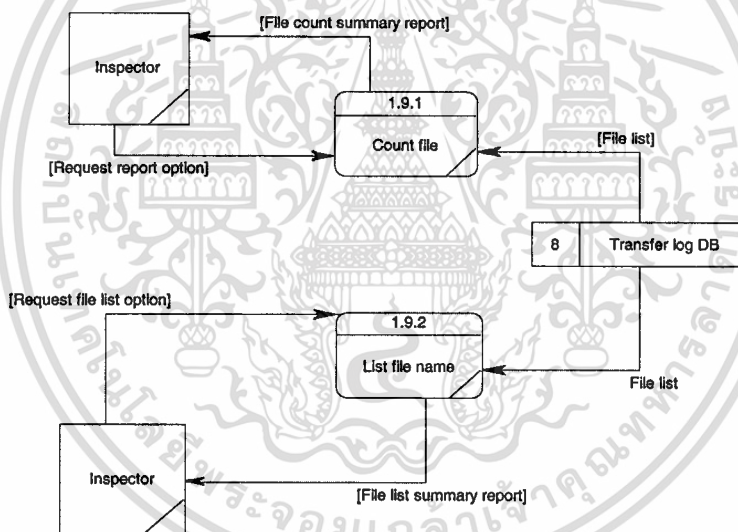 [File count summary report]
Inspector
1.9.1
Count file
[File list]
[Request report option]
8 Transfer log DB
[Request file list option]
1.9.2
List file name
File list
Inspector
[File list summary report]